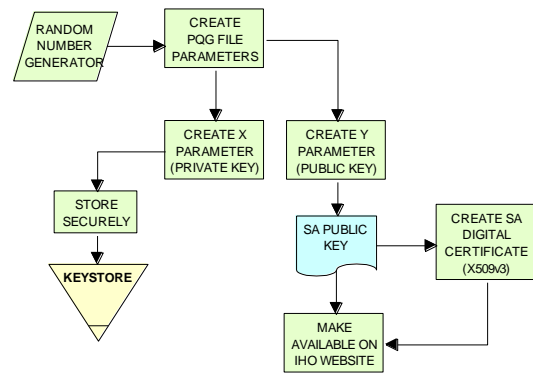 RANDOM
NUMBER
GENERATOR
CREATE
PQG FILE
PARAMETERS
CREATE X
PARAMETER
(PRIVATE KEY)
CREATE Y
PARAMETER
(PUBLIC KEY)
STORE
SECURELY
KEYSTORE
SA PUBLIC
KEY
CREATE SA
DIGITAL
CERTIFICATE
(X509v3)
MAKE
AVAILABLE ON
IHO WEBSITE